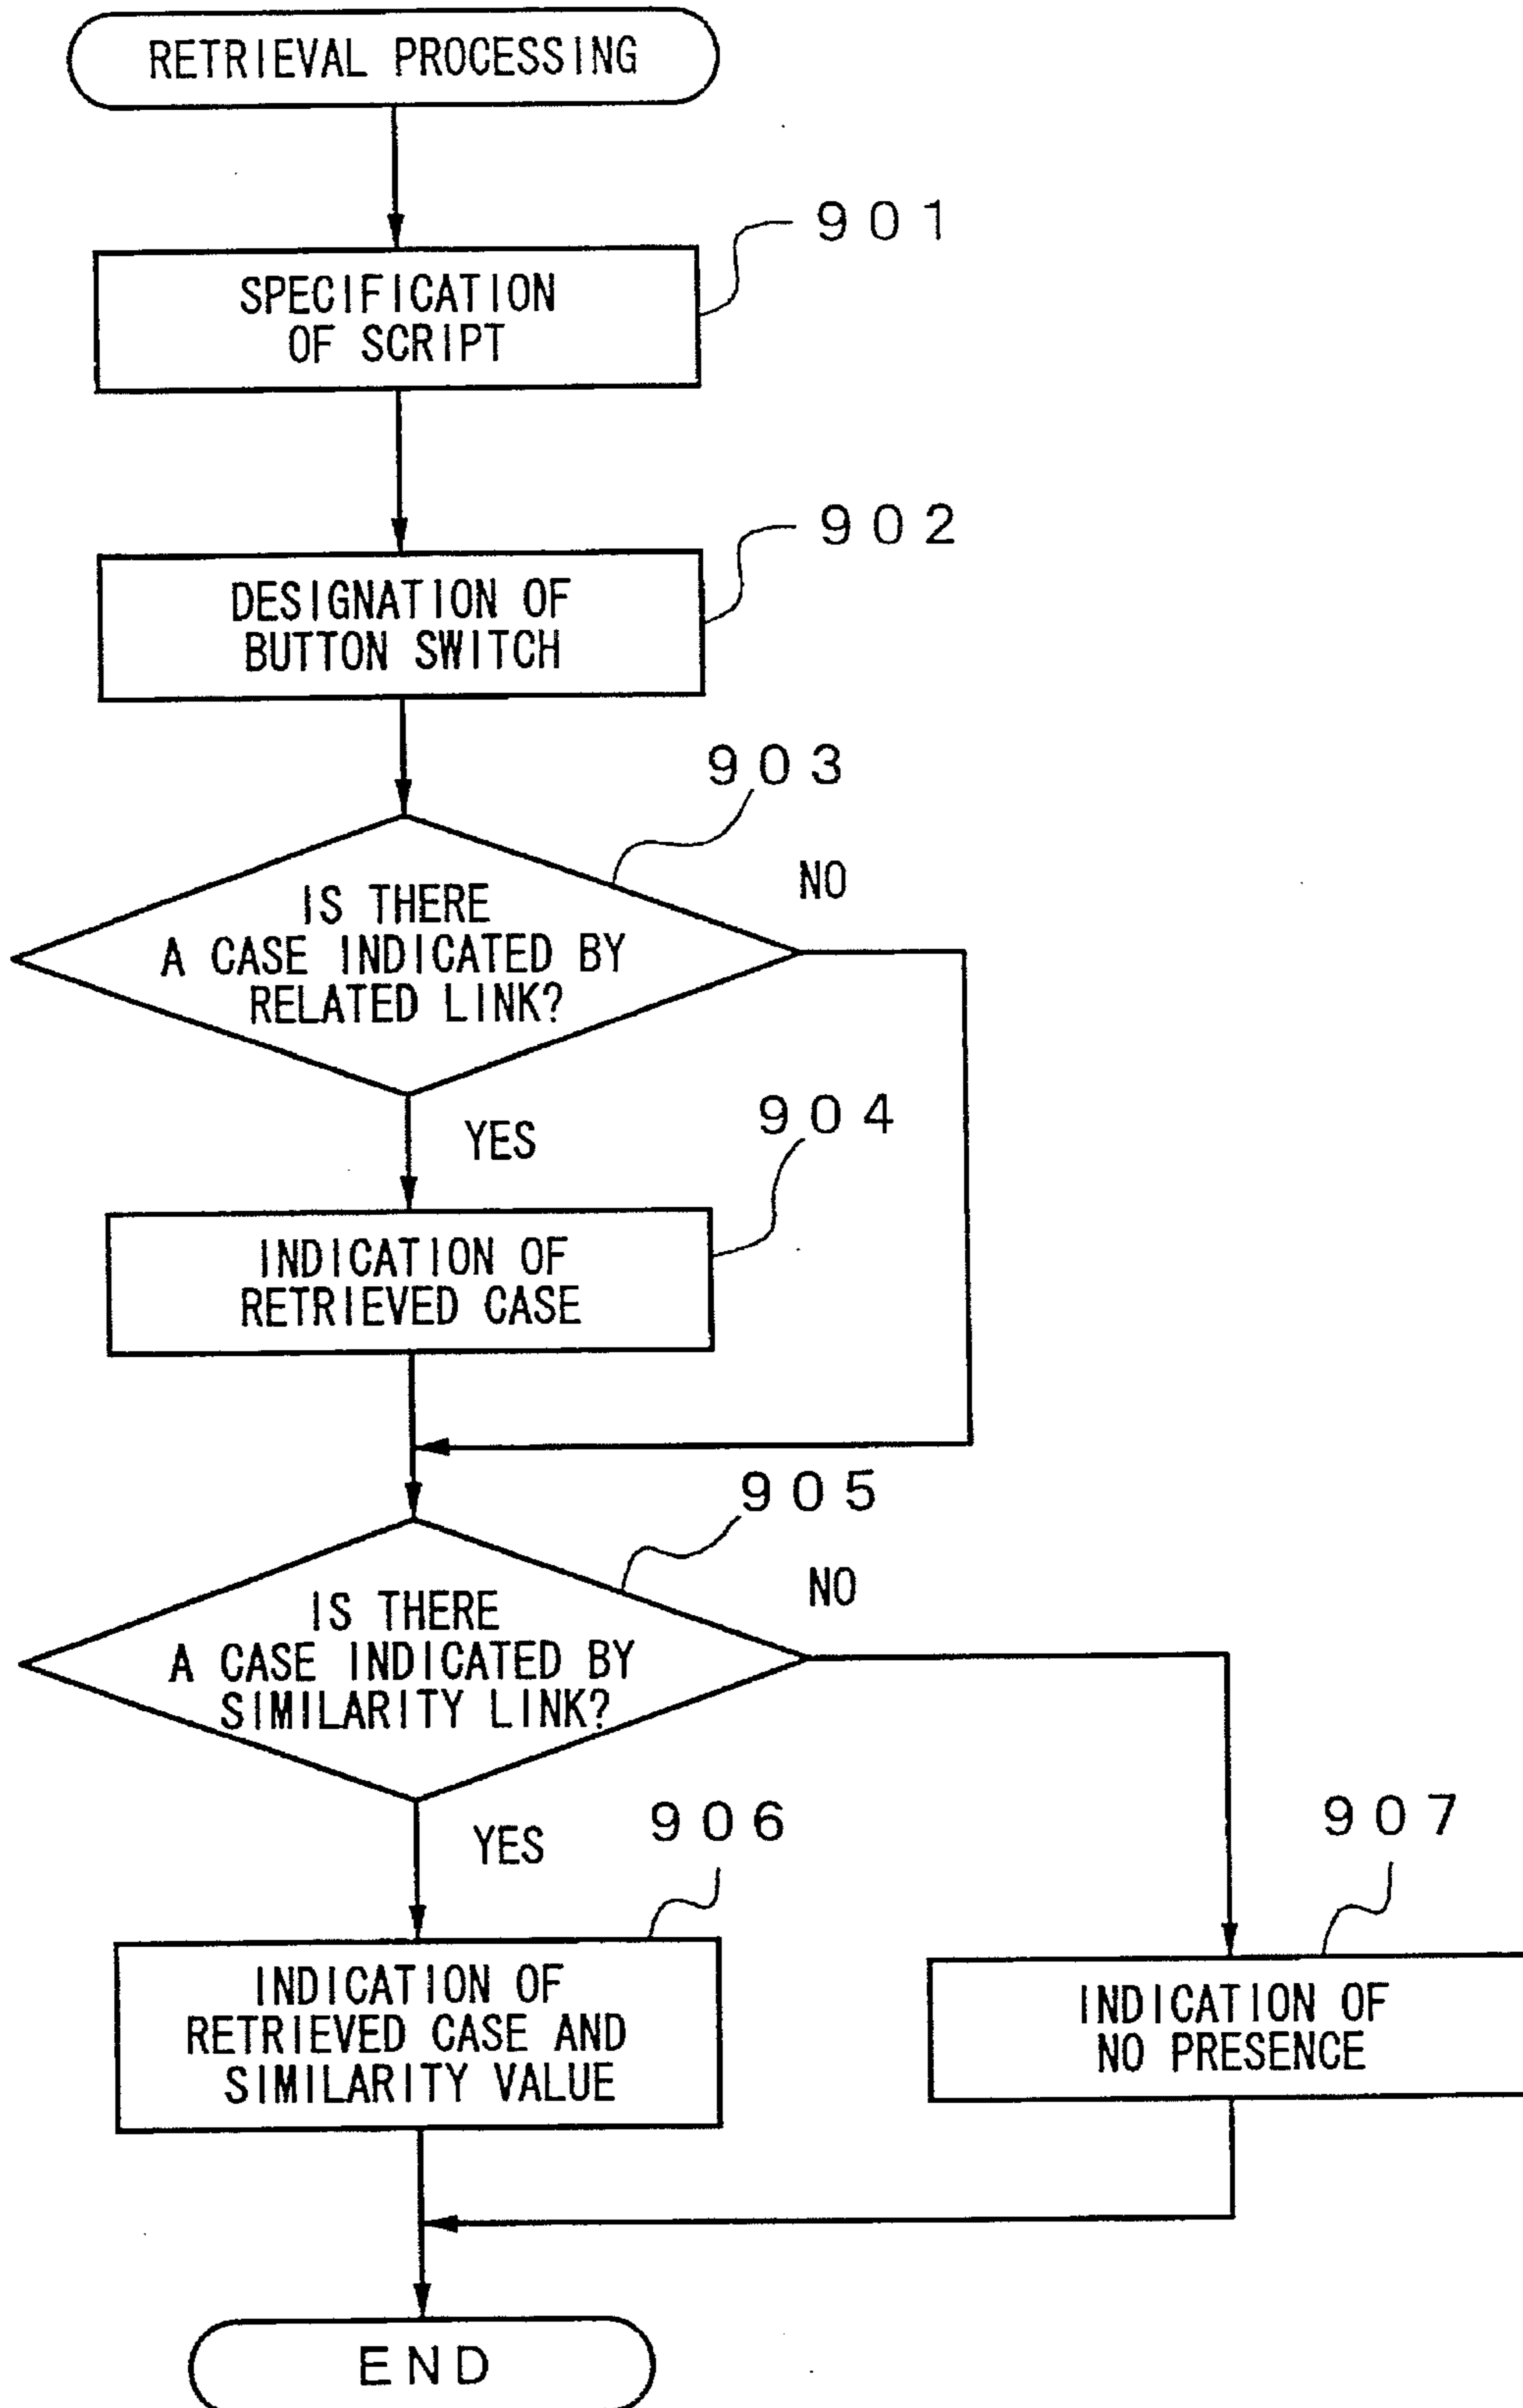 RETRIEVAL PROCESSING
901
SPECIFICATION
OF SCRIPT
902
DESIGNATION OF
BUTTON SWITCH
903
NO
IS THERE
A CASE INDICATED BY
RELATED LINK?
YES
904
INDICATION OF
RETRIEVED CASE
905
NO
IS THERE
A CASE INDICATED BY
SIMILARITY LINK?
YES
906
907
INDICATION OF
RETRIEVED CASE AND
SIMILARITY VALUE
INDICATION OF
NO PRESENCE
END